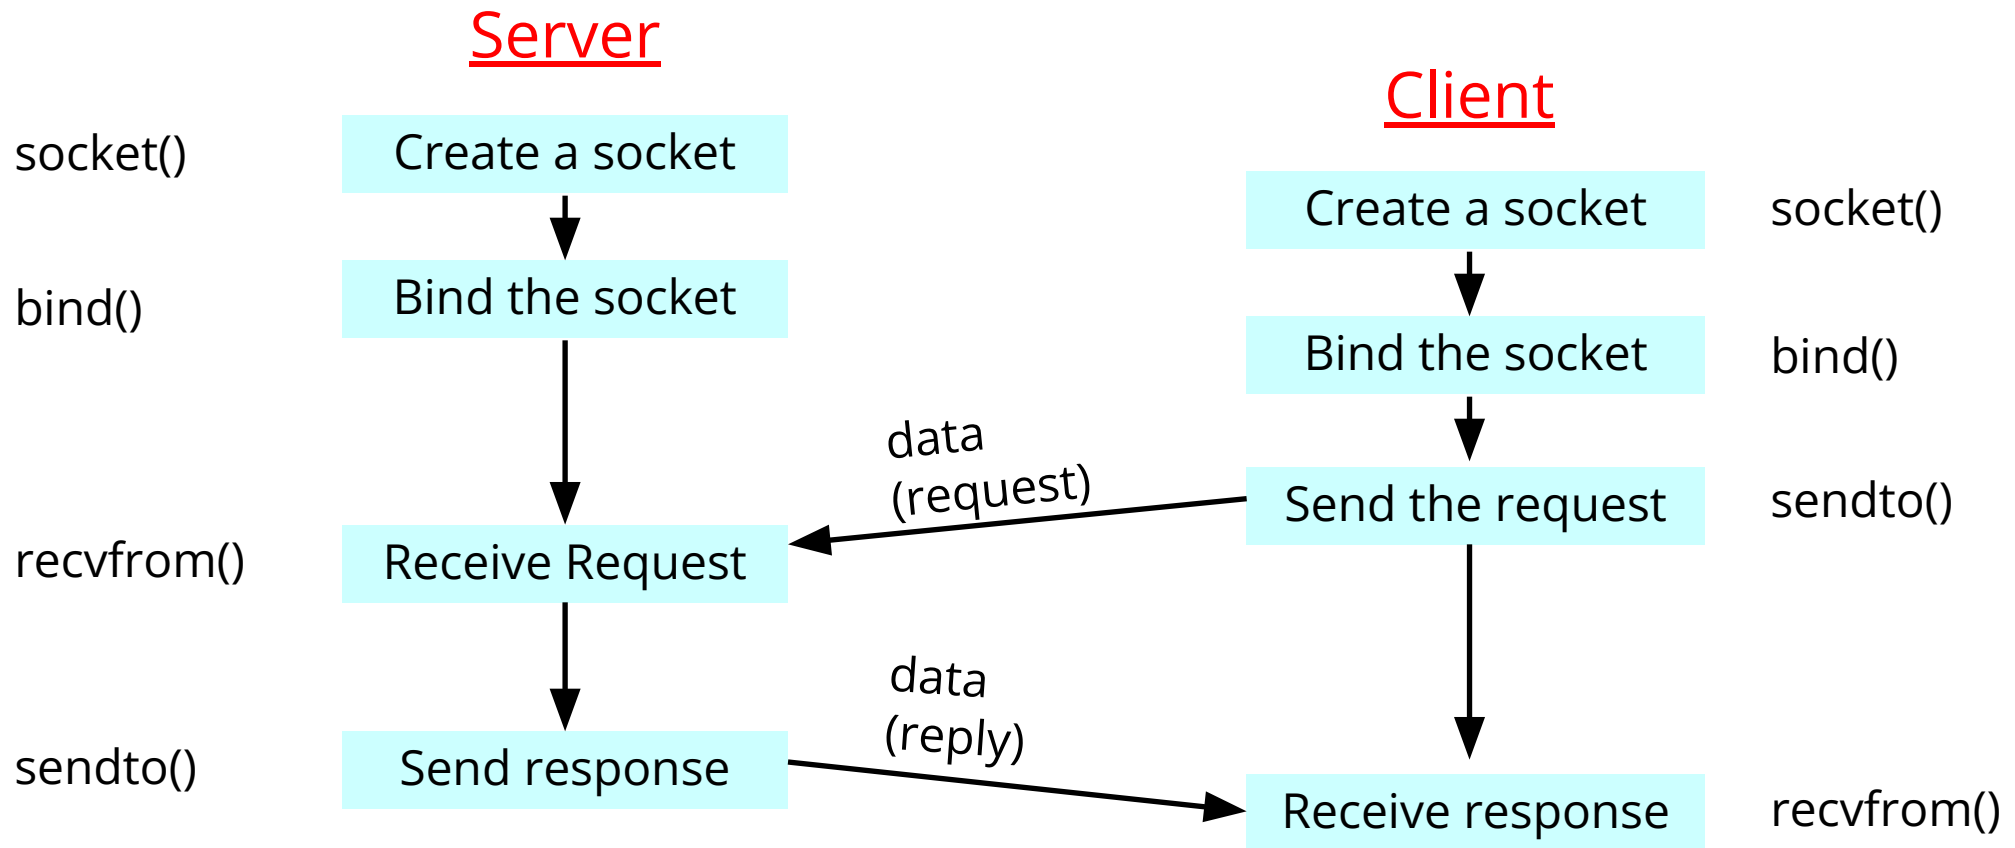 Server
Client
socket()
Create a socket
Create a socket
socket()
bind()
Bind the socket
Bind the socket
bind()
data
(request)
Send the request
sendto()
recvfrom()
Receive Request
data
(reply)
sendto()
Send response
Receive response
recvfrom()